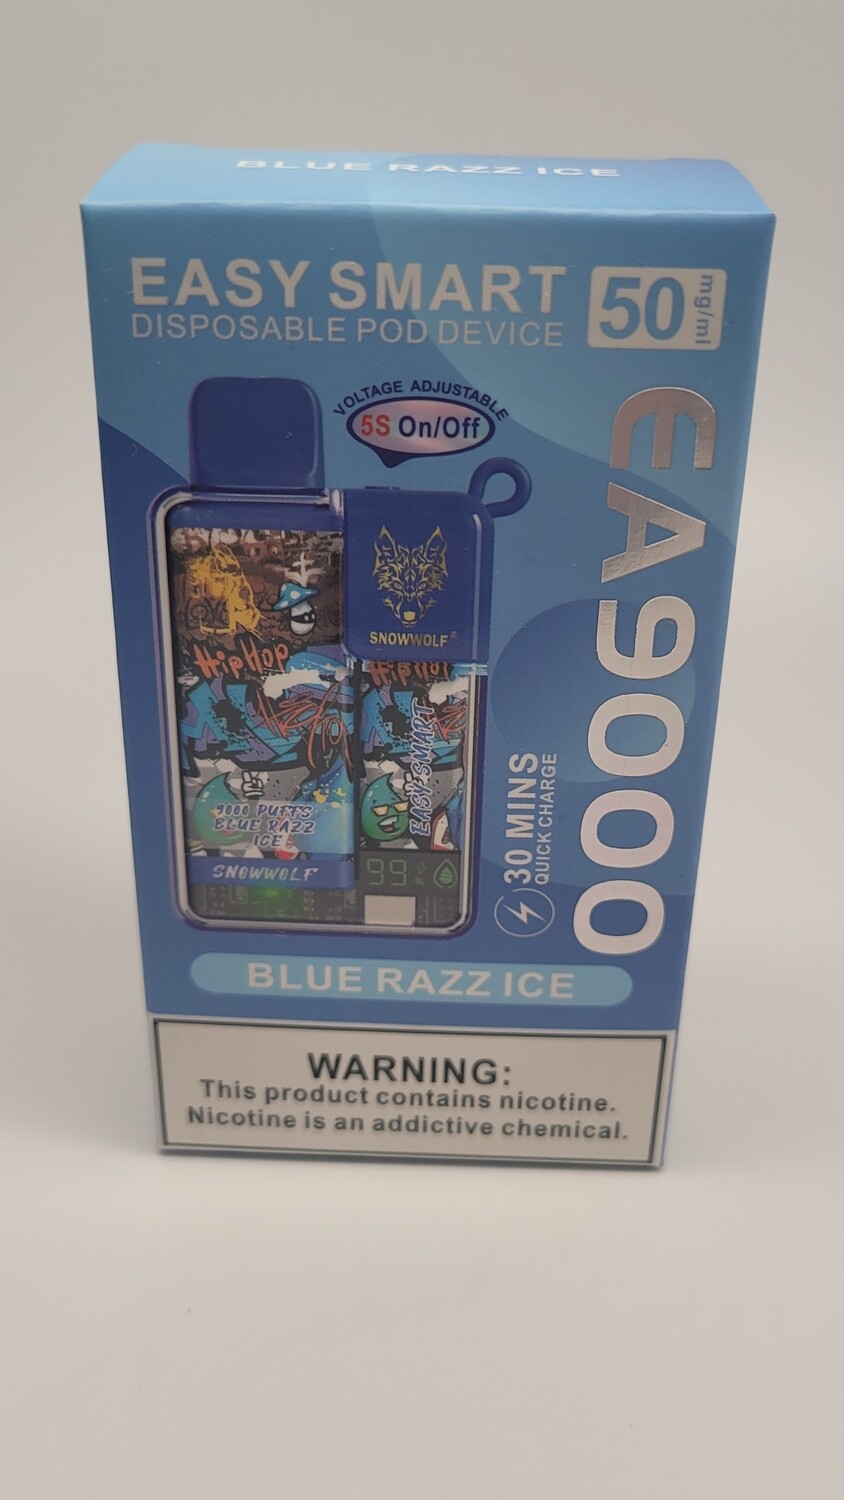 BLUE RAZZ ICE
EASY SMART
DISPOSABLE POD DEVICE
50
mg/ml
VOLTAGE ADJUSTABLE
5S On/Off
EA9000
SNOWWOLF®
HipHop
HipHop
EASY SMART
9000 PUFFS
BLUE RAZZ
ICE
SNOWWOLF
99
%
30 MINS
QUICK CHARGE
BLUE RAZZ ICE
WARNING:
This product contains nicotine.
Nicotine is an addictive chemical.